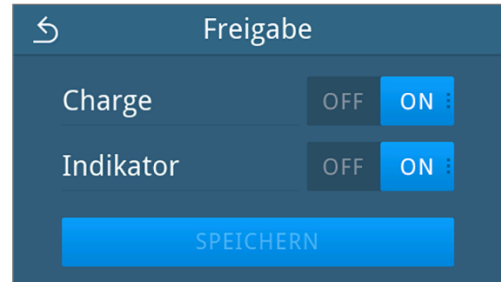 Freigabe
Charge OFF ON
Indikator OFF ON
SPEICHERN